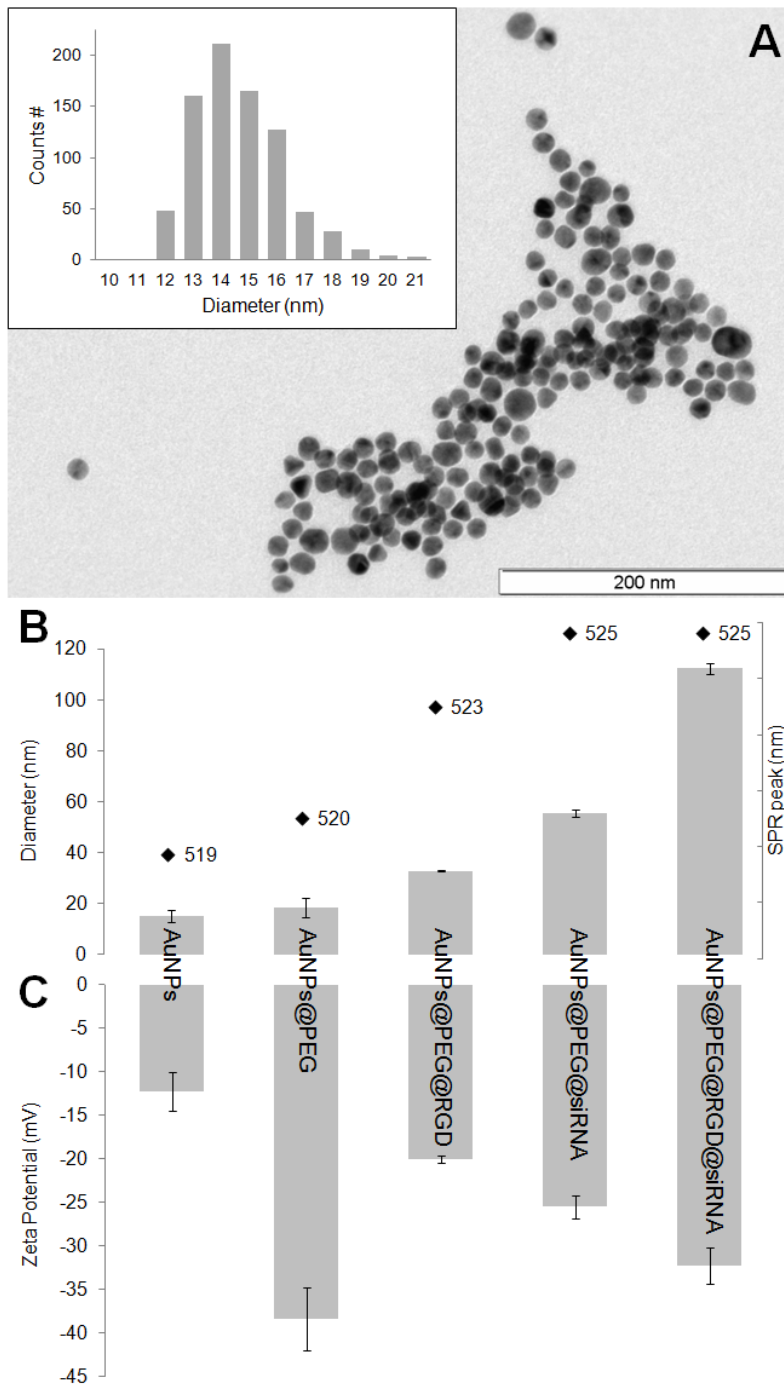 A
200
150
100
50
0
Counts #
10 11 12 13 14 15 16 17 18 19 20 21
Diameter (nm)
200 nm
B
120
100
80
60
40
20
0
Diameter (nm)
519
520
523
525
525
SPR peak (nm)
AuNPs
AuNPs@PEG
AuNPs@PEG@RGD
AuNPs@PEG@siRNA
AuNPs@PEG@RGD@siRNA
C
0
-5
-10
-15
-20
-25
-30
-35
-40
-45
Zeta Potential (mV)